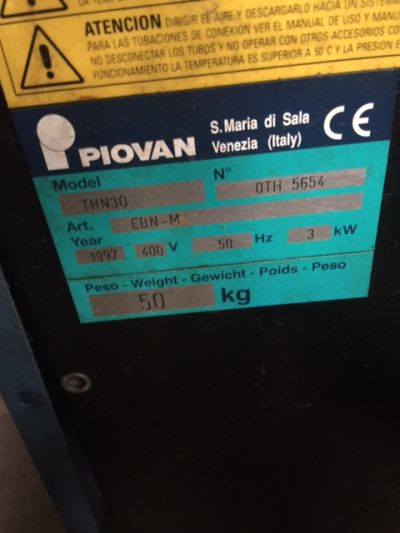 ATENCION DIRIGIR EL AIRE Y DESCARGARLO HACIA UN SISTEMA
PARA LAS TUBACIONES DE CONEXIÓN VER EL MANUAL DE USO Y MANU
NO DESCONECTAR LOS TUBOS Y NO OPERAR CON OTROS ACCESORIOS CO
FUNCIONAMIENTO LA TEMPERATURA ES SUPERIOR A 50 C Y LA PRESION E
PIOVAN
S. Maria di Sala
Venezia (Italy)
CE
Model N°
THN30 0TH 5654
Art. EBN-M
Year
1997 400 V 50 Hz 3 kW
Peso - Weight - Gewicht - Poids - Peso
50 kg